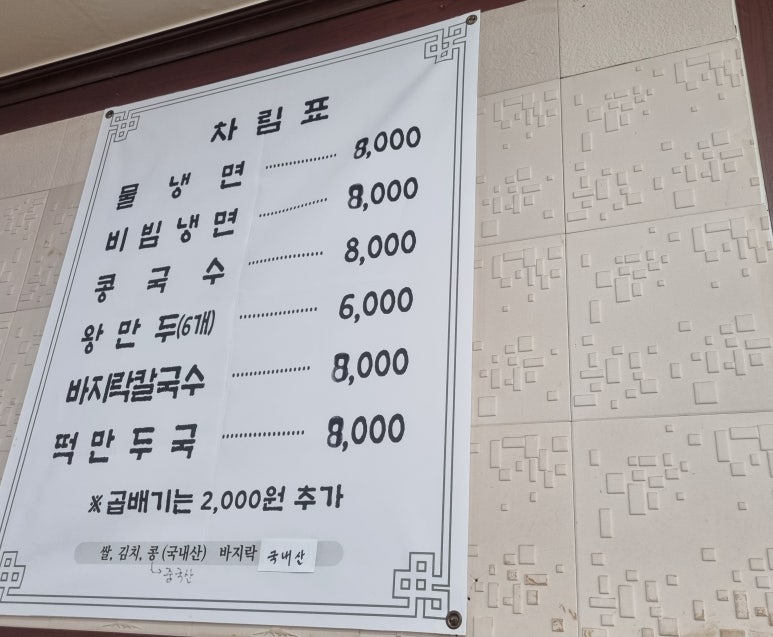 차림표
물냉면 ............ 8,000
비빔냉면 ............ 8,000
콩국수 ............ 8,000
왕만두(6개) ............ 6,000
바지락칼국수 ............ 8,000
떡만두국 ............ 8,000
※곱배기는 2,000원 추가
쌀, 김치, 콩 (국내산) 바지락 국내산
중국산